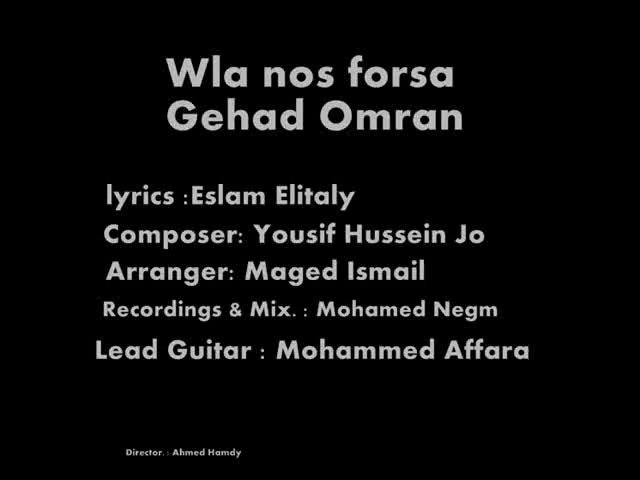 Wla nos forsa
Gehad Omran
lyrics :Eslam Elitaly
Composer: Yousif Hussein Jo
Arranger: Maged Ismail
Recordings & Mix. : Mohamed Negm
Lead Guitar : Mohammed Affara
Director. : Ahmed Hamdy